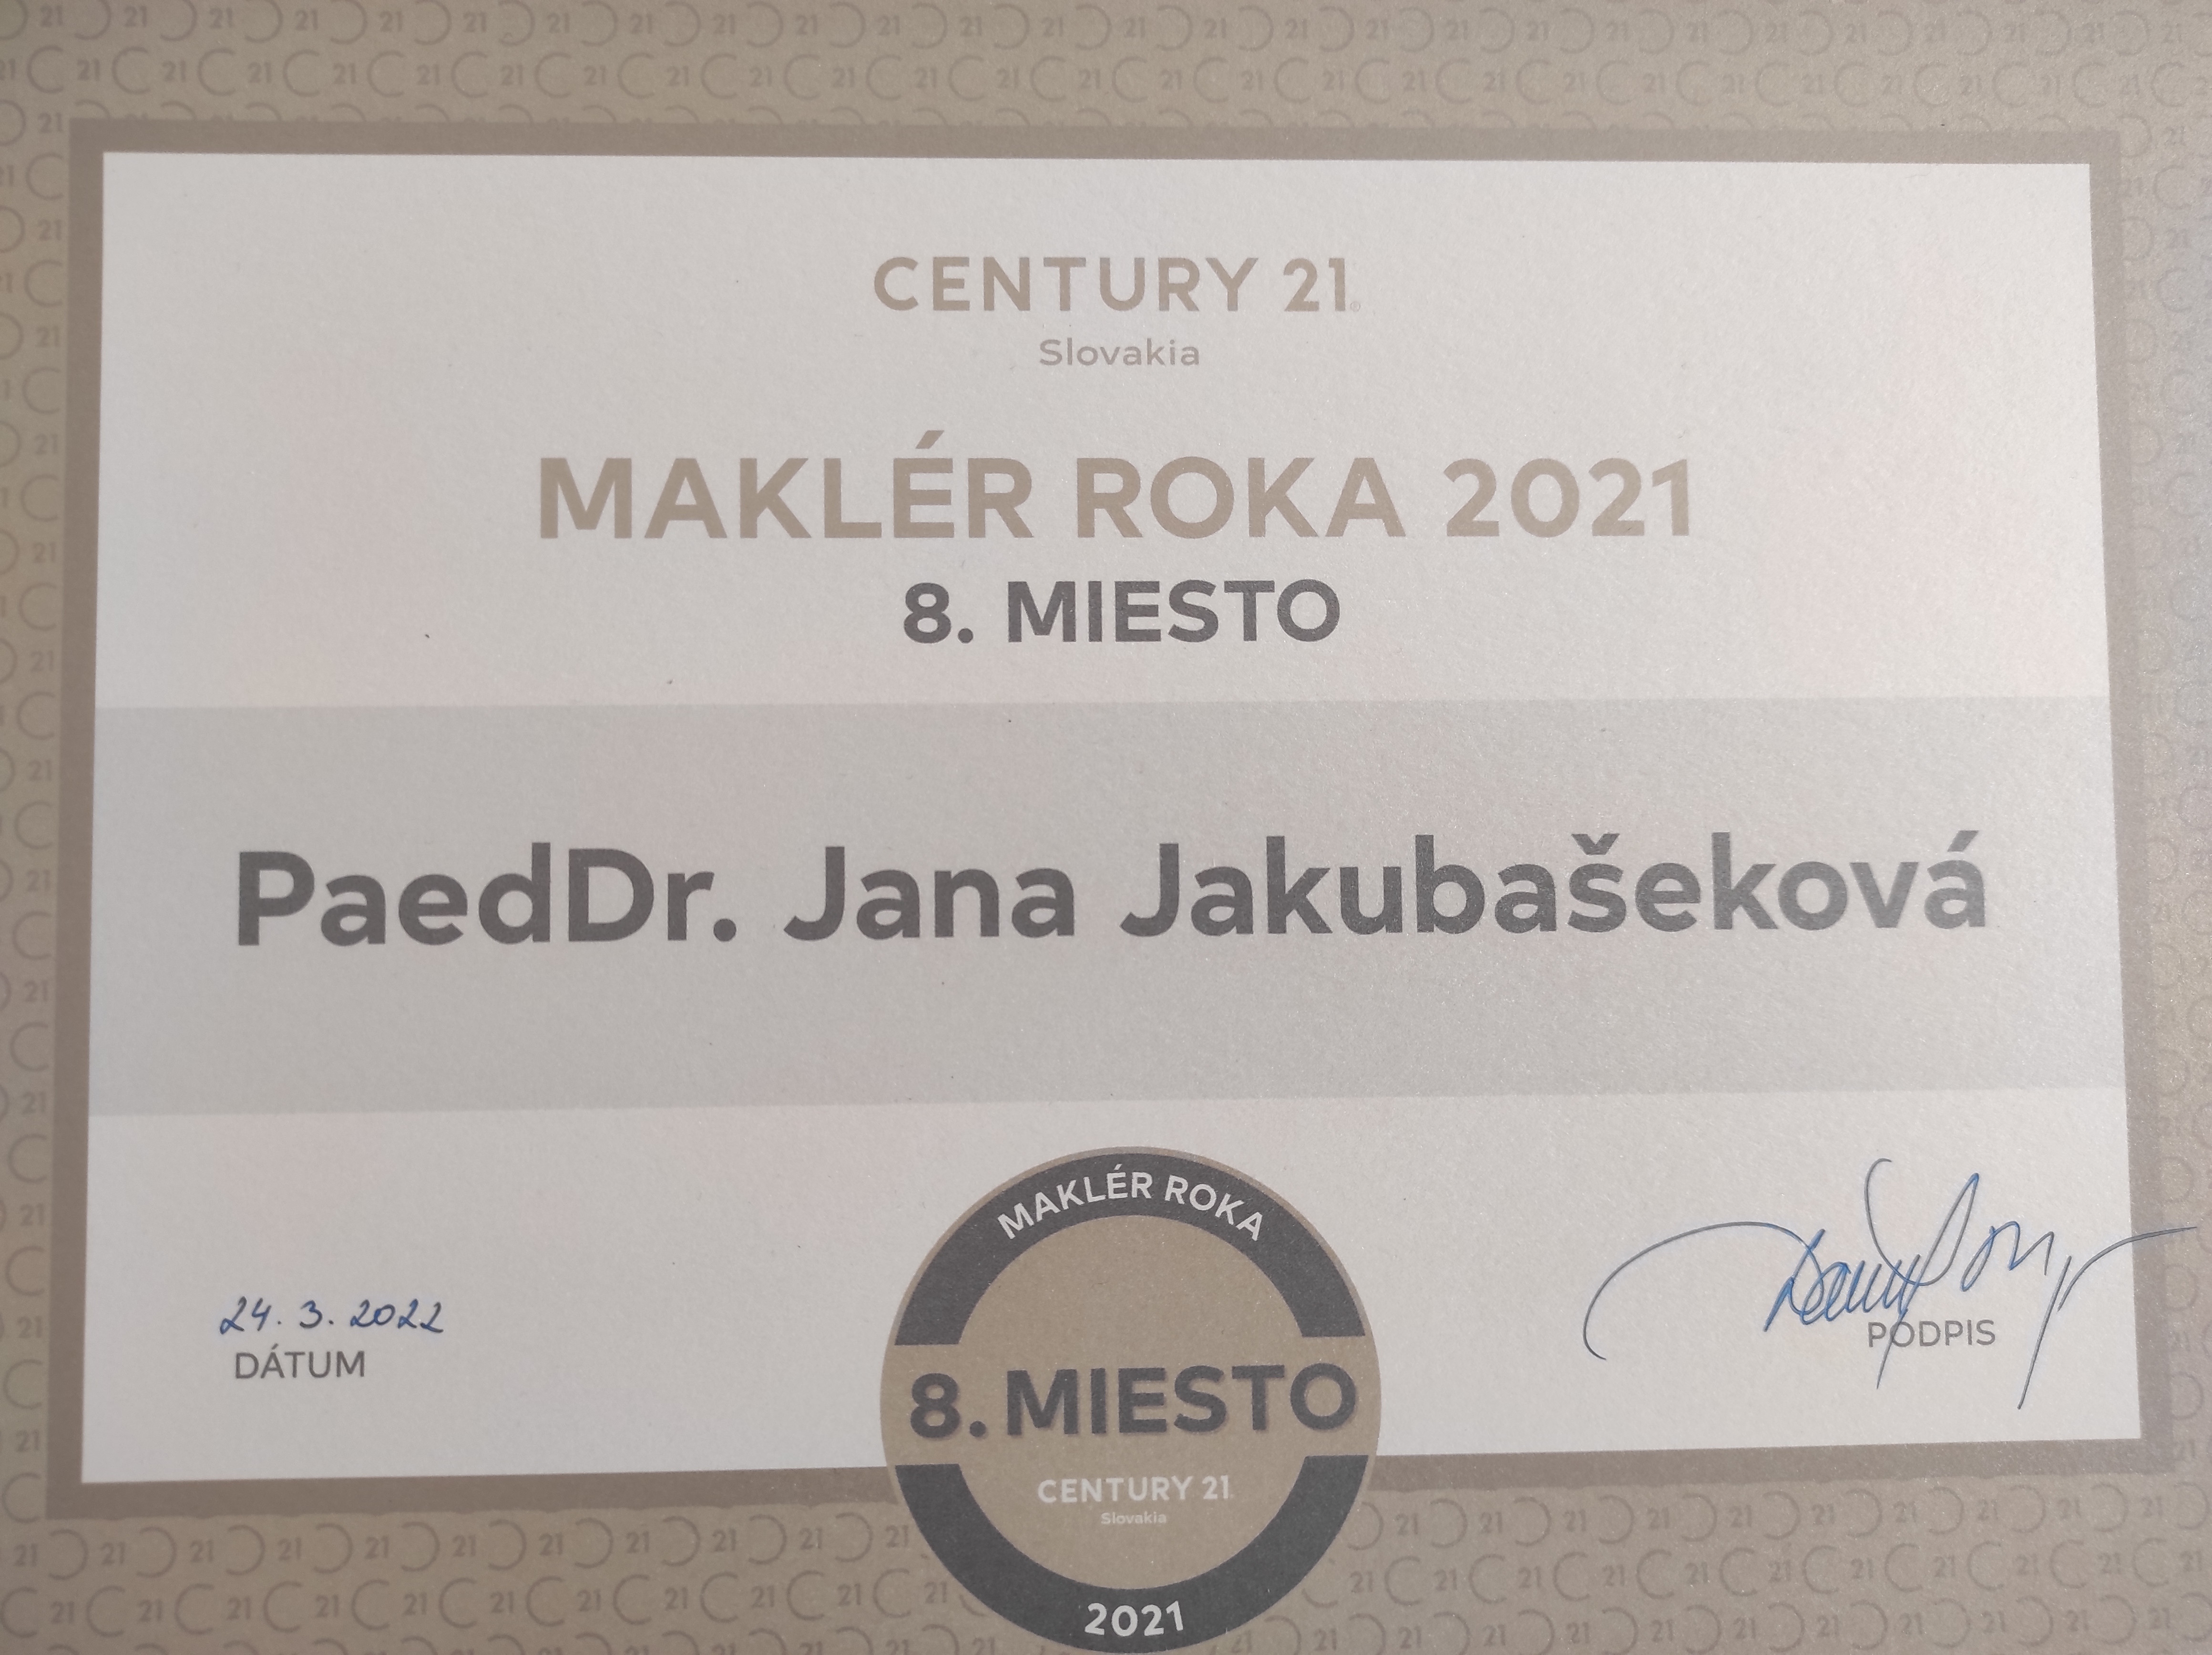 CENTURY 21
Slovakia
MAKLÉR ROKA 2021
8. MIESTO
PaedDr. Jana Jakubašeková
24. 3. 2022
DÁTUM
PODPIS
MAKLÉR ROKA
8. MIESTO
CENTURY 21
Slovakia
2021